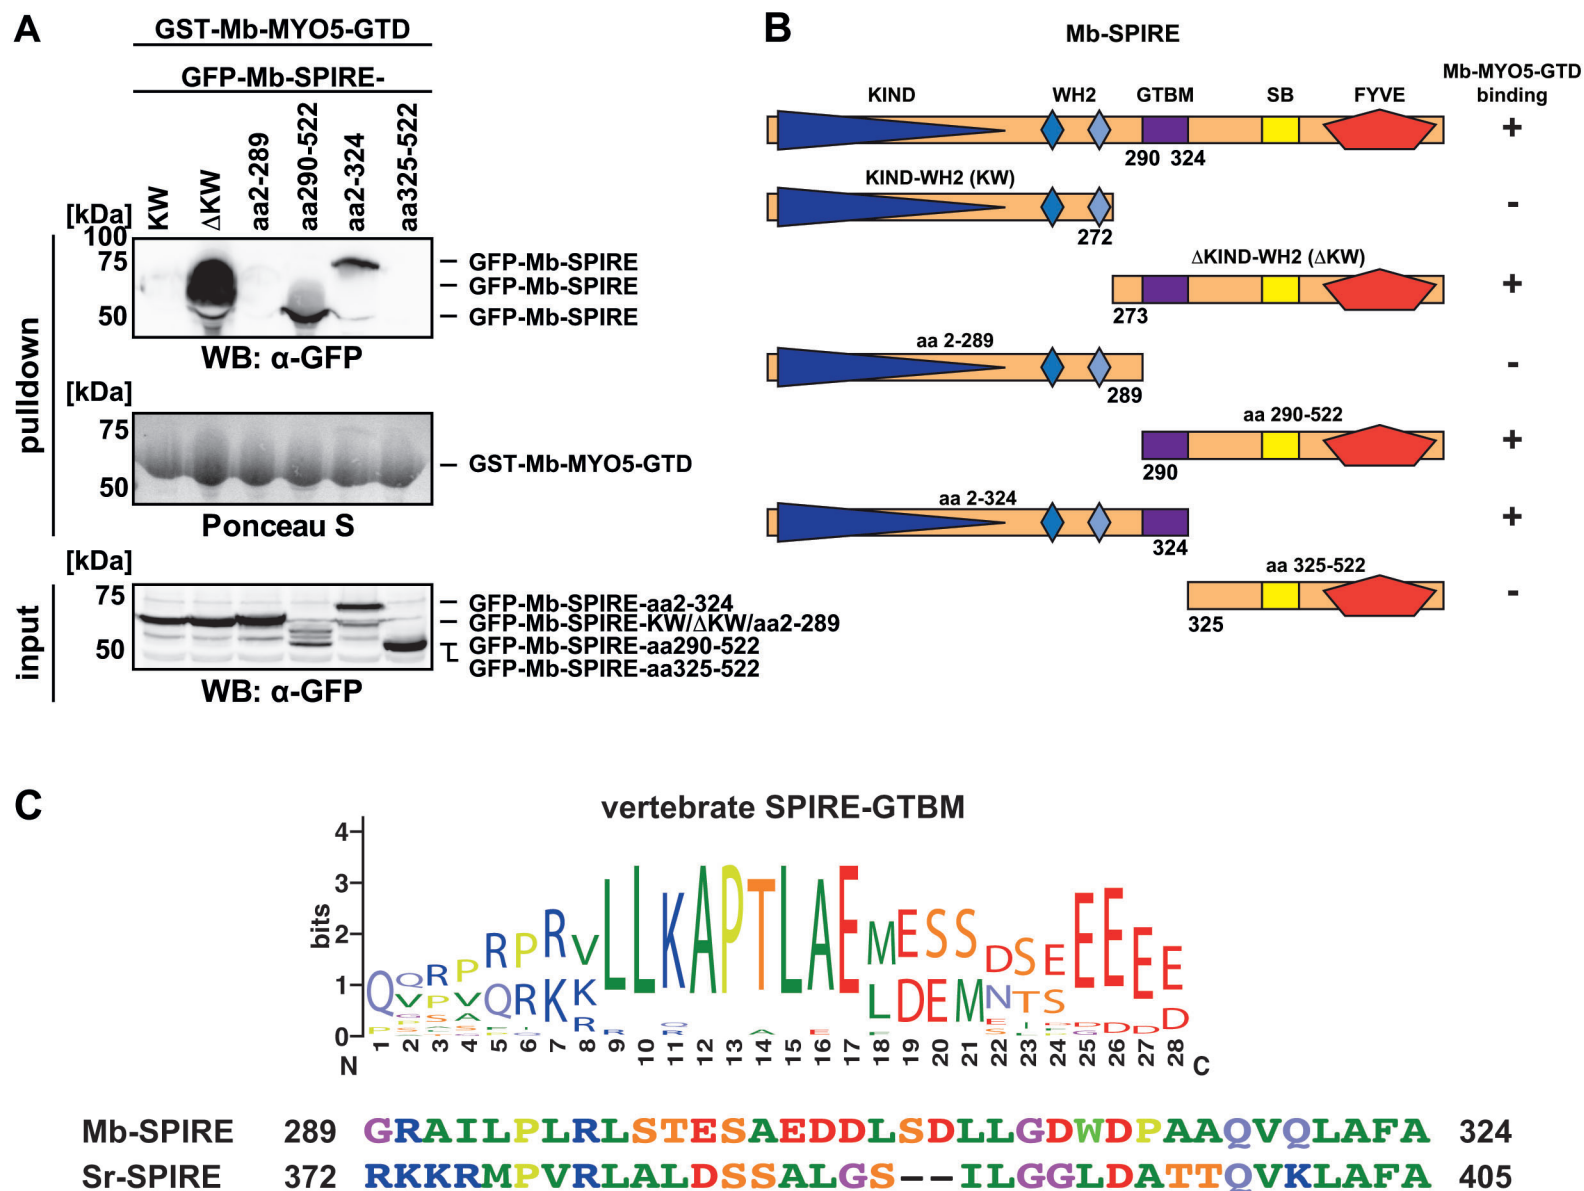 A
GST-Mb-MYO5-GTD
GFP-Mb-SPIRE-
KW
ΔKW
aa2-289
aa290-522
aa2-324
aa325-522
[kDa]
100
75
50
GFP-Mb-SPIRE
GFP-Mb-SPIRE
GFP-Mb-SPIRE
WB: α-GFP
pulldown
[kDa]
75
50
GST-Mb-MYO5-GTD
Ponceau S
[kDa]
75
50
input
GFP-Mb-SPIRE-aa2-324
GFP-Mb-SPIRE-KW/ΔKW/aa2-289
GFP-Mb-SPIRE-aa290-522
GFP-Mb-SPIRE-aa325-522
WB: α-GFP
B
Mb-SPIRE
Mb-MYO5-GTD
binding
KIND WH2 GTBM SB FYVE
+
290 324
KIND-WH2 (KW)
-
272
ΔKIND-WH2 (ΔKW)
+
273
aa 2-289
-
289
aa 290-522
+
290
aa 2-324
+
324
aa 325-522
-
325
C
vertebrate SPIRE-GTBM
bits
4
3
2
1
0
N
1 2 3 4 5 6 7 8 9 10 11 12 13 14 15 16 17 18 19 20 21 22 23 24 25 26 27 28
C
Mb-SPIRE 289 GRAILPLRLSTESAEDDLSDLLGDWDPAAQVQLAFA 324
Sr-SPIRE 372 RKKRMPVRLALDSSALGS--ILGGLDATTQVKLAFA 405